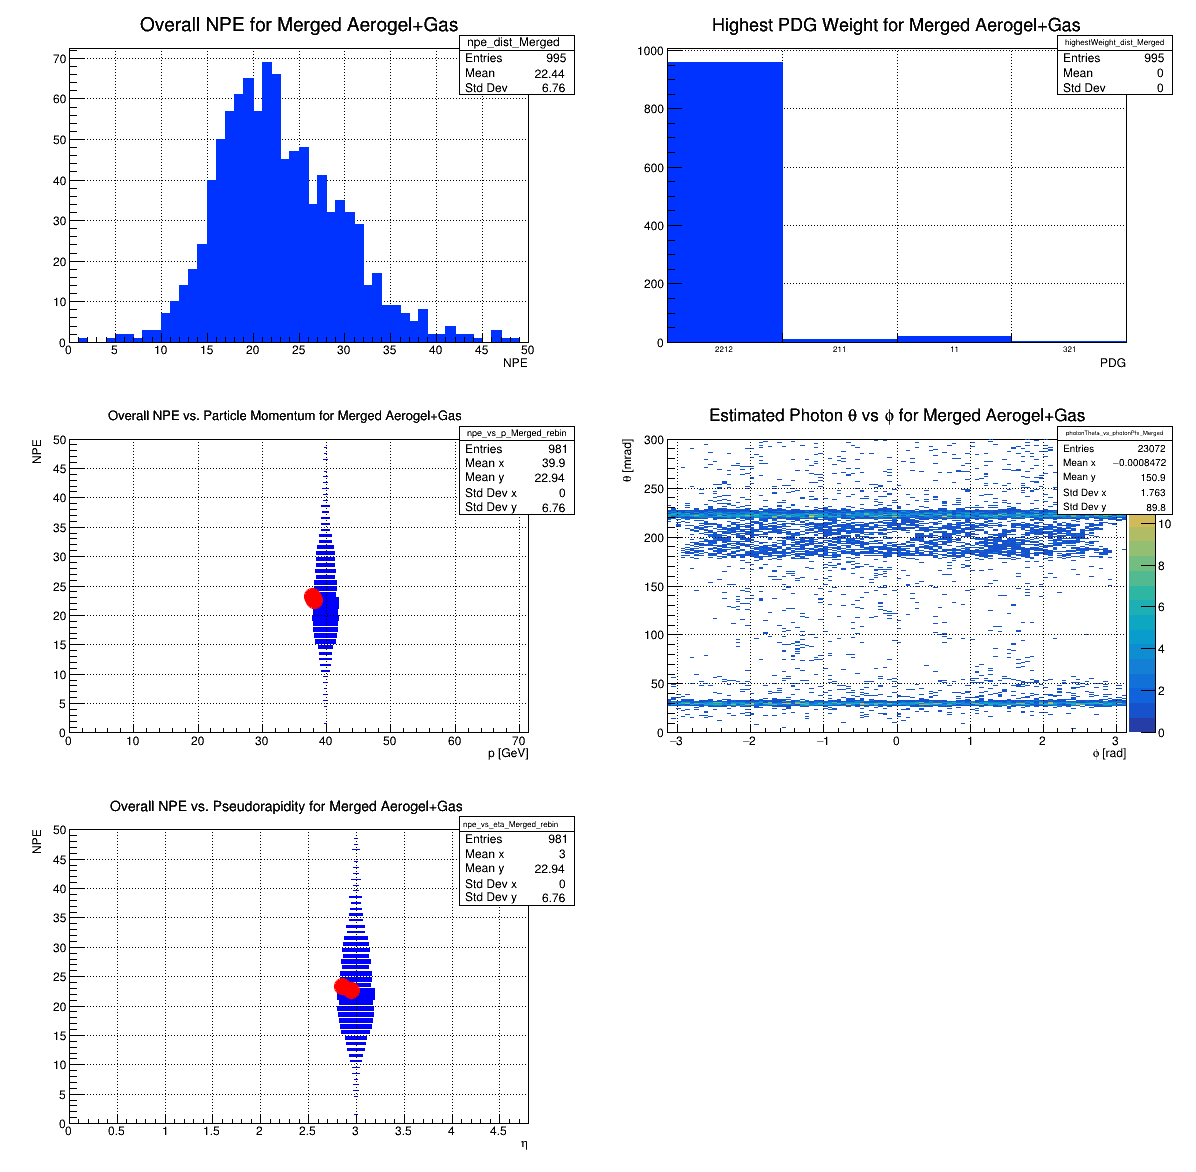 Overall NPE for Merged Aerogel+Gas
npe_dist_Merged
Entries 995
Mean 22.44
Std Dev 6.76
70
60
50
40
30
20
10
0
0 5 10 15 20 25 30 35 40 45 50
NPE
Highest PDG Weight for Merged Aerogel+Gas
highestWeight_dist_Merged
Entries 995
Mean 0
Std Dev 0
1000
800
600
400
200
0
2212 211 11 321
PDG
Overall NPE vs. Particle Momentum for Merged Aerogel+Gas
npe_vs_p_Merged_rebin
Entries 981
Mean x 39.9
Mean y 22.94
Std Dev x 0
Std Dev y 6.76
NPE
50
45
40
35
30
25
20
15
10
5
0
0 10 20 30 40 50 60 70
p [GeV]
Estimated Photon θ vs ϕ for Merged Aerogel+Gas
photonTheta_vs_photonPhi_Merged
Entries 23072
Mean x −0.0008472
Mean y 150.9
Std Dev x 1.763
Std Dev y 89.8
θ [mrad]
300
250
200
150
100
50
0
−3 −2 −1 0 1 2 3
ϕ [rad]
10
8
6
4
2
0
Overall NPE vs. Pseudorapidity for Merged Aerogel+Gas
npe_vs_eta_Merged_rebin
Entries 981
Mean x 3
Mean y 22.94
Std Dev x 0
Std Dev y 6.76
NPE
50
45
40
35
30
25
20
15
10
5
0
0 0.5 1 1.5 2 2.5 3 3.5 4 4.5
η